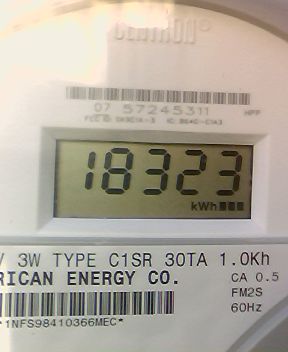 CENTRON®
07 57245311 HPP
18323
kWh
V 3W TYPE C1SR 30TA 1.0Kh
RICAN ENERGY CO. CA 0.5
FM2S
60Hz
*1NFS98410366MEC*